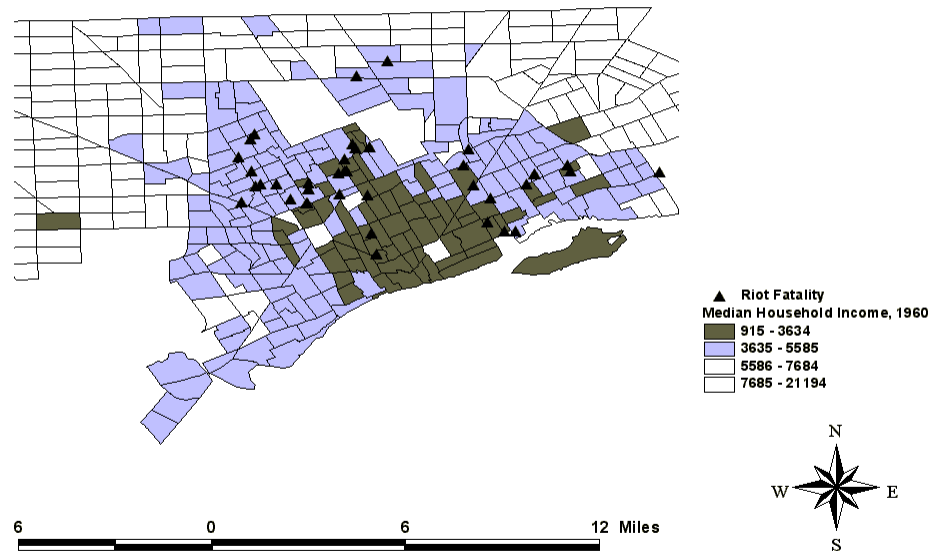 Riot Fatality
Median Household Income, 1960
915 - 3634
3635 - 5585
5586 - 7684
7685 - 21194
N
W E
S
6 0 6 12 Miles